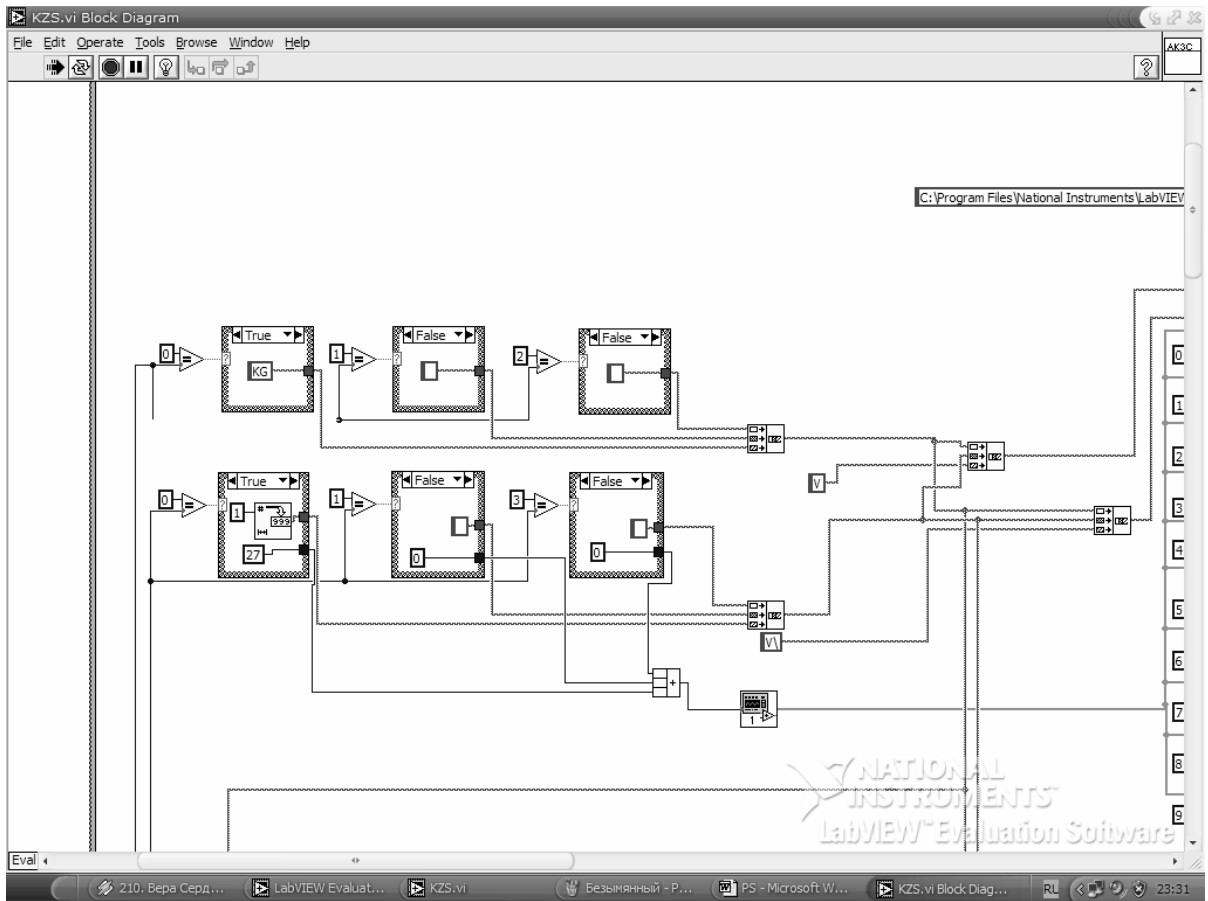 KZS.vi Block Diagram
File Edit Operate Tools Browse Window Help
AKЗС
C:\Program Files\National Instruments\LabVIEW
0 = True ? KG
1 = False ?
2 = False ?
V
0 = True ? 1 # 999 27
1 = False ? 0
3 = False ? 0
V\
+
1
0
1
2
3
4
5
6
7
8
9
NATIONAL
INSTRUMENTS™
LabVIEW™ Evaluation Software
Eval
210. Вера Серд... LabVIEW Evaluat... KZS.vi Безымянный - P... PS - Microsoft W... KZS.vi Block Diag... RL 23:31